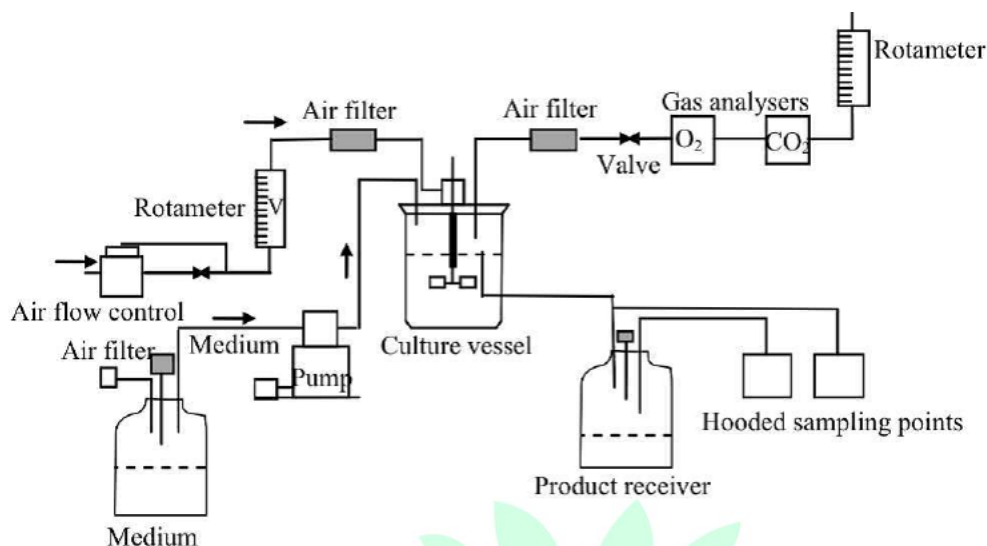 Rotameter
Gas analysers
Air filter
Air filter
O₂
CO₂
Valve
Rotameter
V
Air flow control
Medium
Culture vessel
Air filter
Pump
Hooded sampling points
Product receiver
Medium